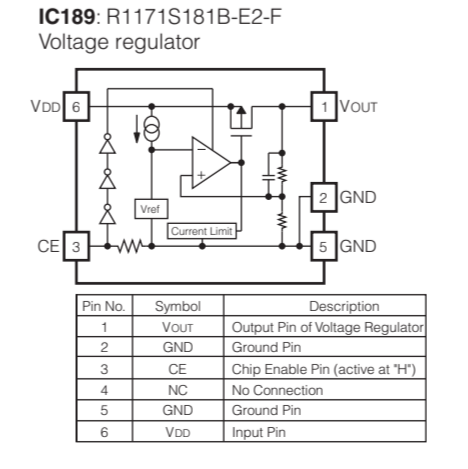 IC189: R1171S181B-E2-F
Voltage regulator
VDD 6
1 VOUT
−
+
Vref
2 GND
Current Limit
CE 3
5 GND
Pin No. Symbol Description
1 VOUT Output Pin of Voltage Regulator
2 GND Ground Pin
3 CE Chip Enable Pin (active at "H")
4 NC No Connection
5 GND Ground Pin
6 VDD Input Pin